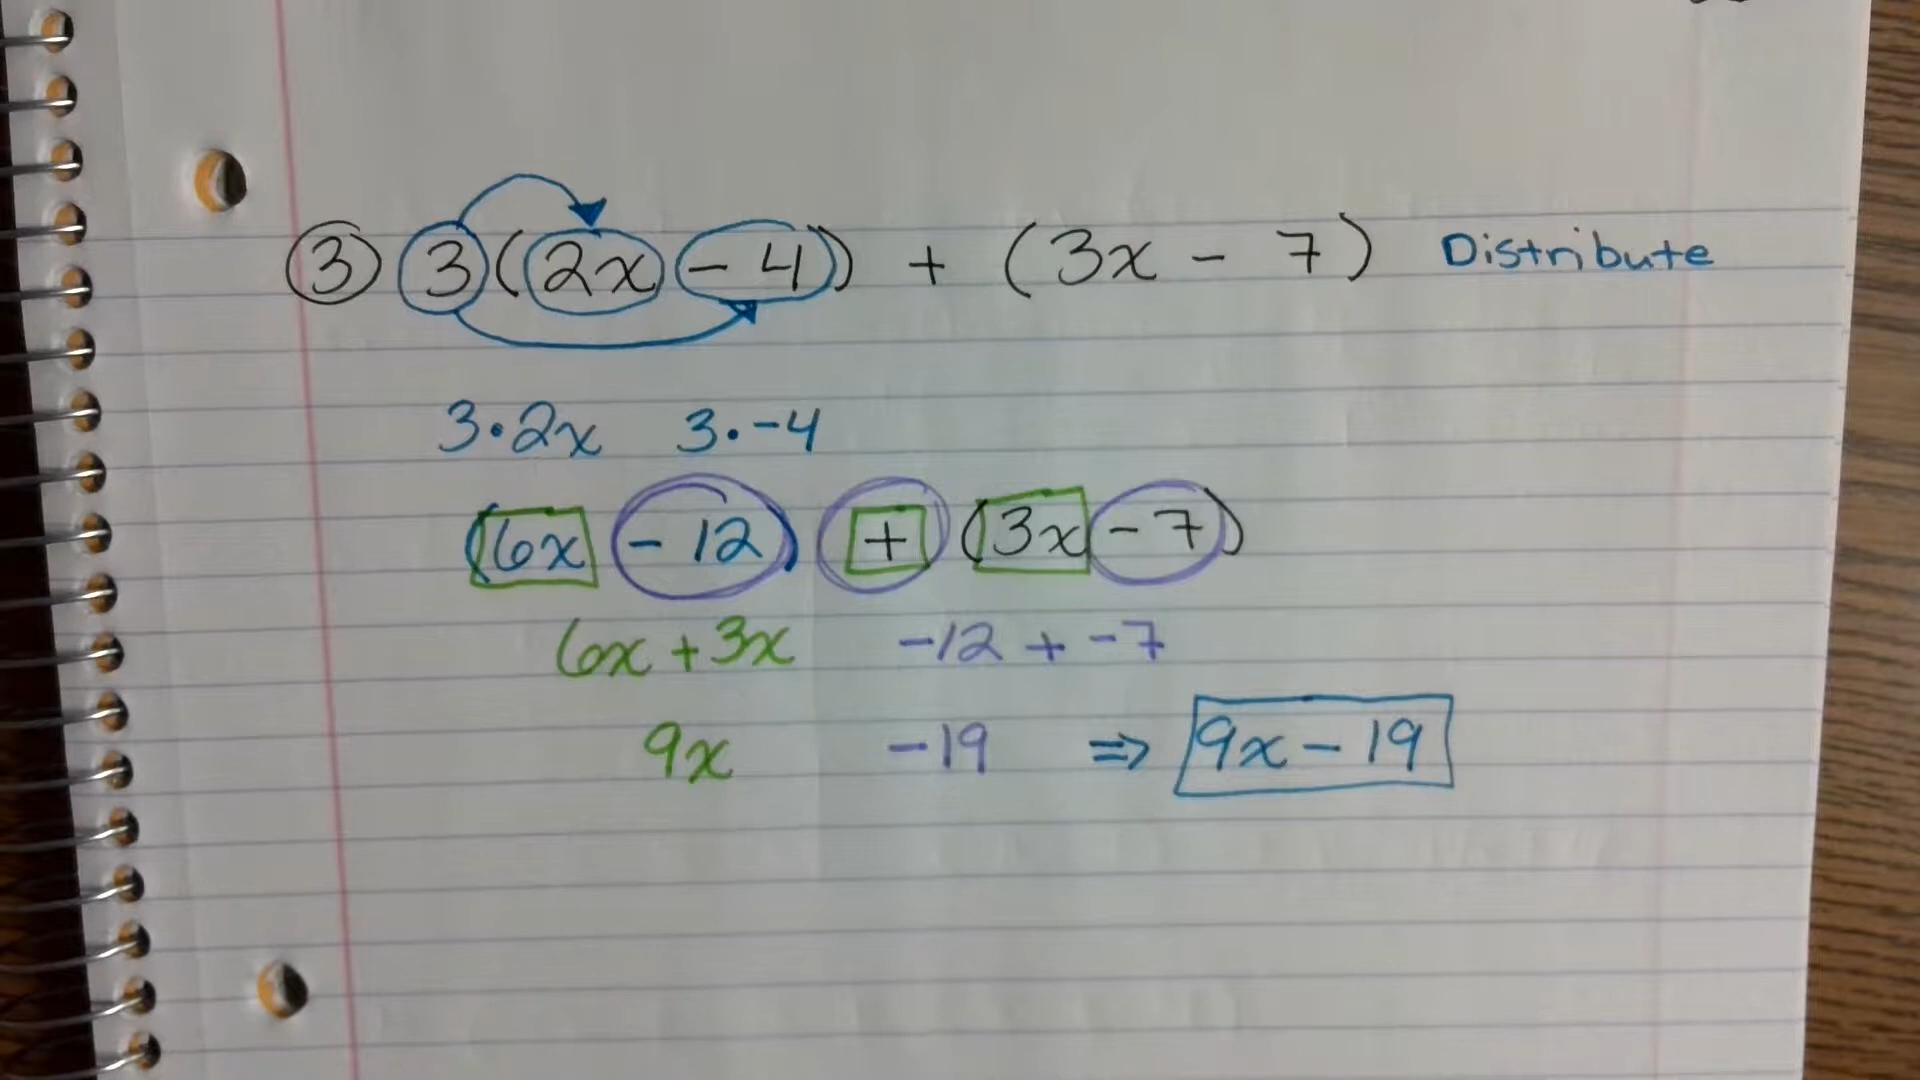 ③ 3(2x - 4) + (3x - 7) Distribute
3·2x 3·-4
(6x - 12) + (3x - 7)
6x + 3x -12 + -7
9x -19 ⇒ 9x - 19